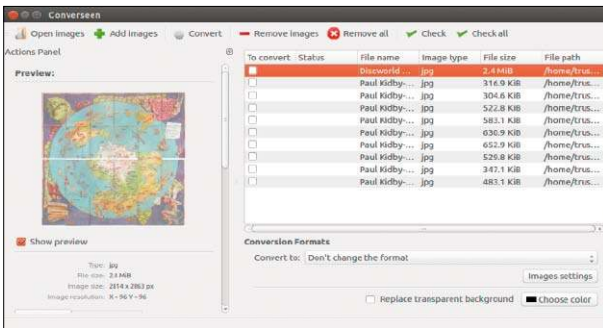 Converseen
Open images Add images Convert Remove images Remove all Check Check all
Actions Panel
Preview:
Show preview
Type: jpg
File size: 2.4 MiB
Image size: 2814 x 2863 px
Image resolution: X - 96 Y - 96
To convert Status File name Image type File size File path
Discworld ... jpg 2.4 MiB /home/trus...
Paul Kidby-... jpg 316.9 KiB /home/trus...
Paul Kidby-... jpg 304.6 KiB /home/trus...
Paul Kidby-... jpg 522.8 KiB /home/trus...
Paul Kidby-... jpg 583.1 KiB /home/trus...
Paul Kidby-... jpg 630.9 KiB /home/trus...
Paul Kidby-... jpg 652.9 KiB /home/trus...
Paul Kidby-... jpg 529.8 KiB /home/trus...
Paul Kidby-... jpg 347.1 KiB /home/trus...
Paul Kidby-... jpg 483.1 KiB /home/trus...
Conversion Formats
Convert to: Don't change the format
Images settings
Replace transparent background Choose color